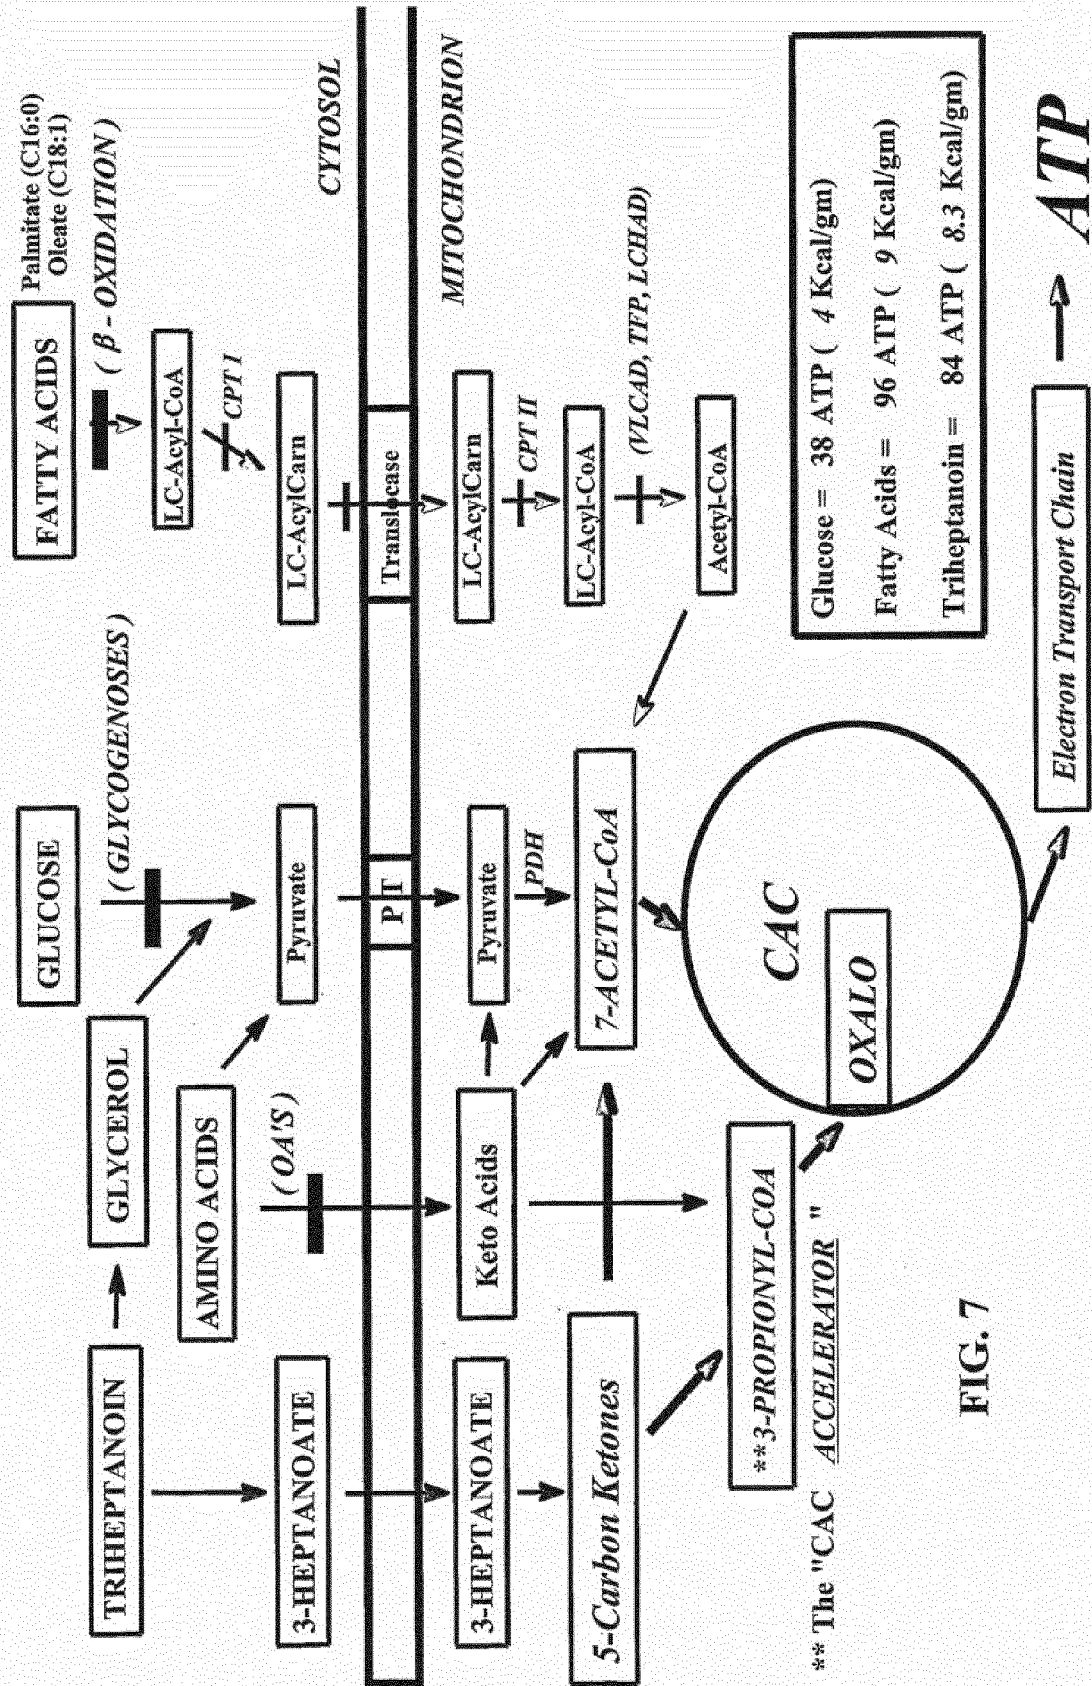 FATTY ACIDS
Palmitate (C16:0)
Oleate (C18:1)
( β - OXIDATION )
GLUCOSE
( GLYCOGENOSES)
LC-Acyl-CoA
CPT I
TRIHEPTANOIN
GLYCEROL
AMINO ACIDS
( OA'S )
3-HEPTANOATE
Pyruvate
LC-AcylCarn
CYTOSOL
P T
Translocase
MITOCHONDRION
3-HEPTANOATE
Keto Acids
Pyruvate
LC-AcylCarn
PDH
CPT II
5-Carbon Ketones
7-ACETYL-CoA
LC-Acyl-CoA
(VLCAD, TFP, LCHAD)
Acetyl-CoA
**3-PROPIONYL-COA
** The "CAC ACCELERATOR "
CAC
OXALO
Glucose = 38 ATP ( 4 Kcal/gm)
Fatty Acids = 96 ATP ( 9 Kcal/gm)
Triheptanoin = 84 ATP ( 8.3 Kcal/gm)
Electron Transport Chain
ATP
FIG. 7